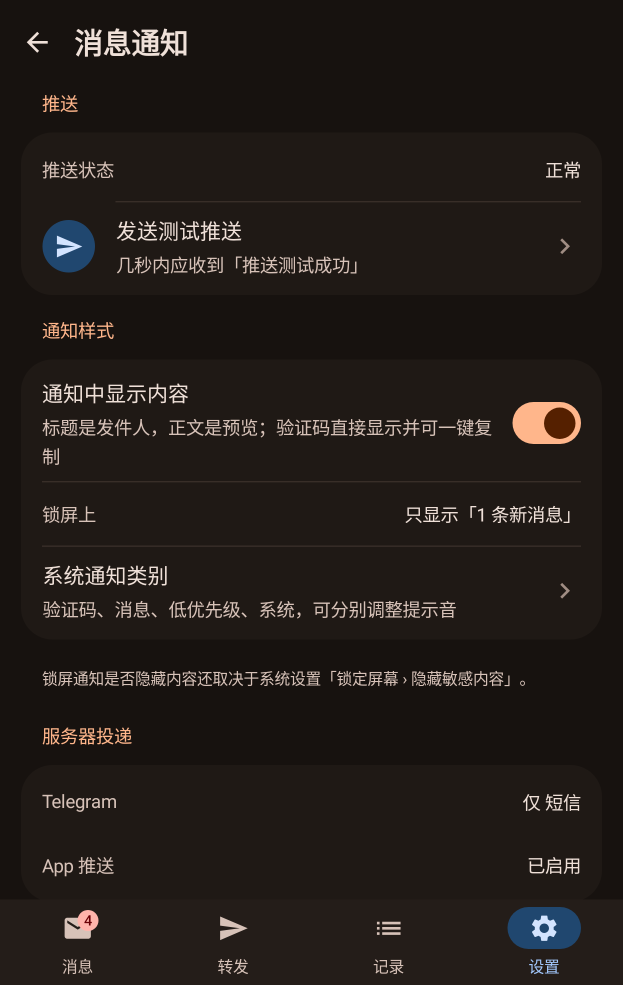 消息通知
推送
推送状态
正常
发送测试推送
几秒内应收到「推送测试成功」
通知样式
通知中显示内容
标题是发件人，正文是预览；验证码直接显示并可一键复
制
锁屏上
只显示「1 条新消息」
系统通知类别
验证码、消息、低优先级、系统，可分别调整提示音
锁屏通知是否隐藏内容还取决于系统设置「锁定屏幕 › 隐藏敏感内容」。
服务器投递
Telegram
仅 短信
App 推送
已启用
4
消息
转发
记录
设置